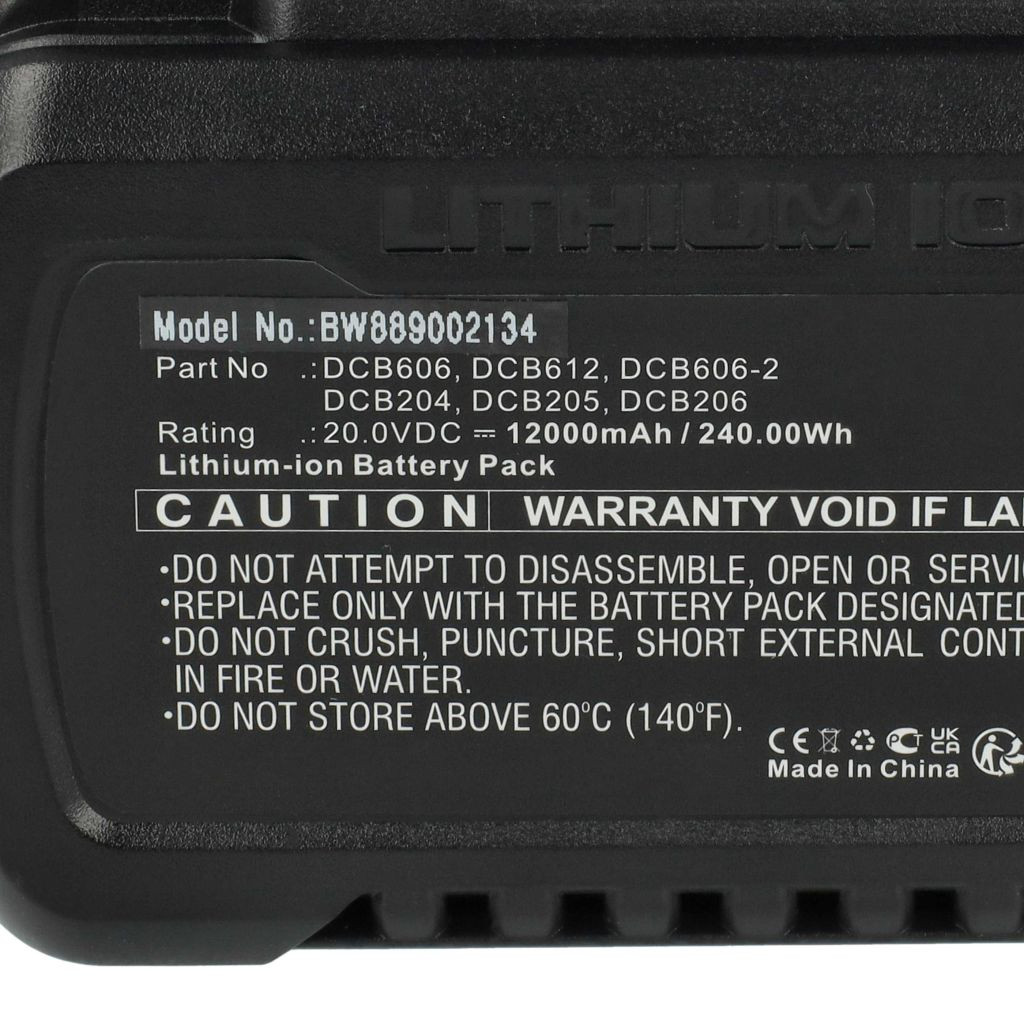 LITHIUM IO
Model No.:BW889002134
Part No .: DCB606, DCB612, DCB606-2
DCB204, DCB205, DCB206
Rating .: 20.0VDC ⎓ 12000mAh / 240.00Wh
Lithium-ion Battery Pack
CAUTION WARRANTY VOID IF LA
•DO NOT ATTEMPT TO DISASSEMBLE, OPEN OR SERVI
•REPLACE ONLY WITH THE BATTERY PACK DESIGNATED
•DO NOT CRUSH, PUNCTURE, SHORT EXTERNAL CONT
IN FIRE OR WATER.
•DO NOT STORE ABOVE 60°C (140°F).
CE PCT UK CA
Made In China